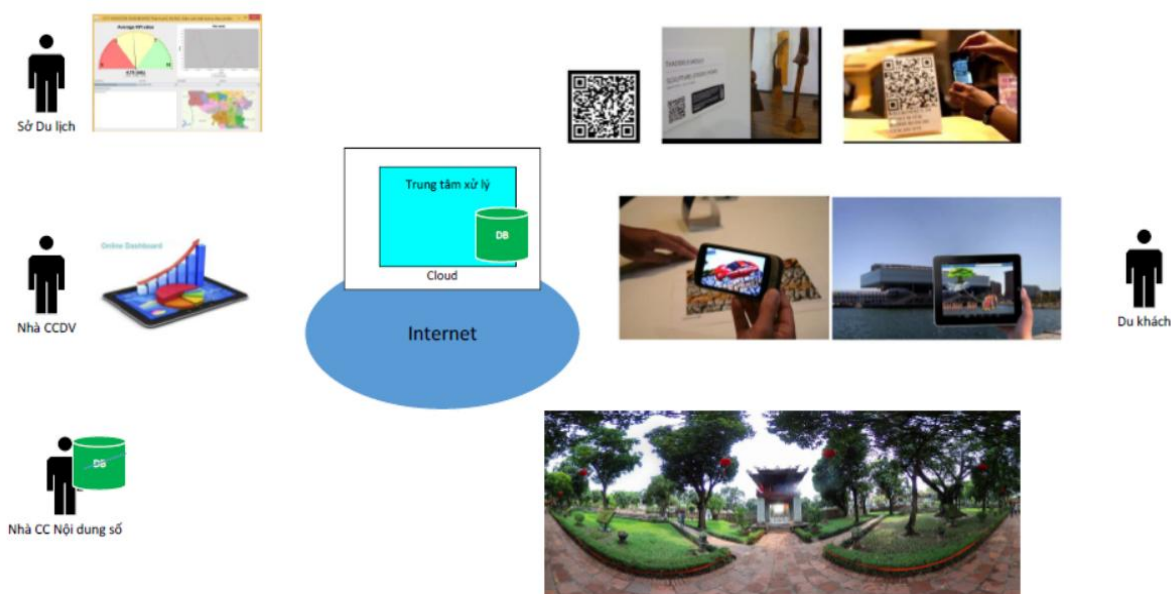 Average KPI value
Sở Du lịch
Trung tâm xử lý
DB
Cloud
Online Dashboard
Nhà CCDV
Internet
Du khách
DB
Nhà CC Nội dung số